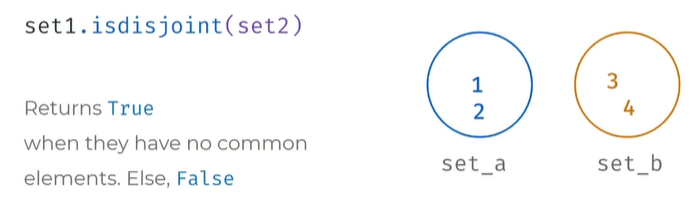 set1.isdisjoint(set2)
Returns True
when they have no common
elements. Else, False
1
2
set_a
3
4
set_b